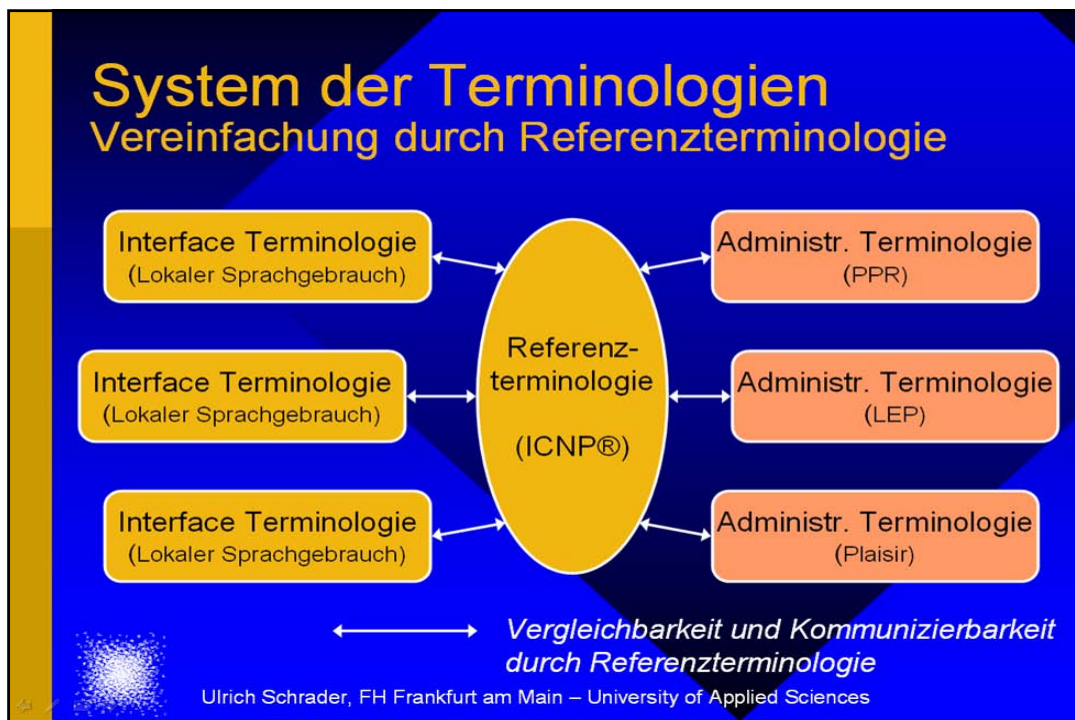 System der Terminologien
Vereinfachung durch Referenzterminologie
Interface Terminologie
(Lokaler Sprachgebrauch)
Interface Terminologie
(Lokaler Sprachgebrauch)
Interface Terminologie
(Lokaler Sprachgebrauch)
Referenz-
terminologie
(ICNP®)
Administr. Terminologie
(PPR)
Administr. Terminologie
(LEP)
Administr. Terminologie
(Plaisir)
Vergleichbarkeit und Kommunizierbarkeit
durch Referenzterminologie
Ulrich Schrader, FH Frankfurt am Main – University of Applied Sciences